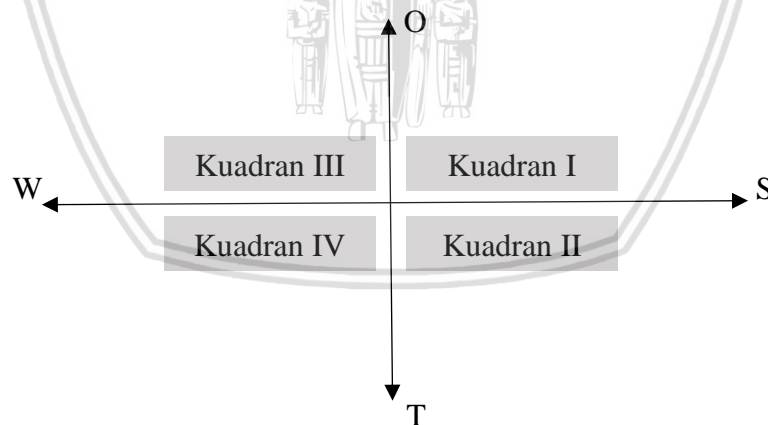 O
Kuadran III
Kuadran I
W
S
Kuadran IV
Kuadran II
T